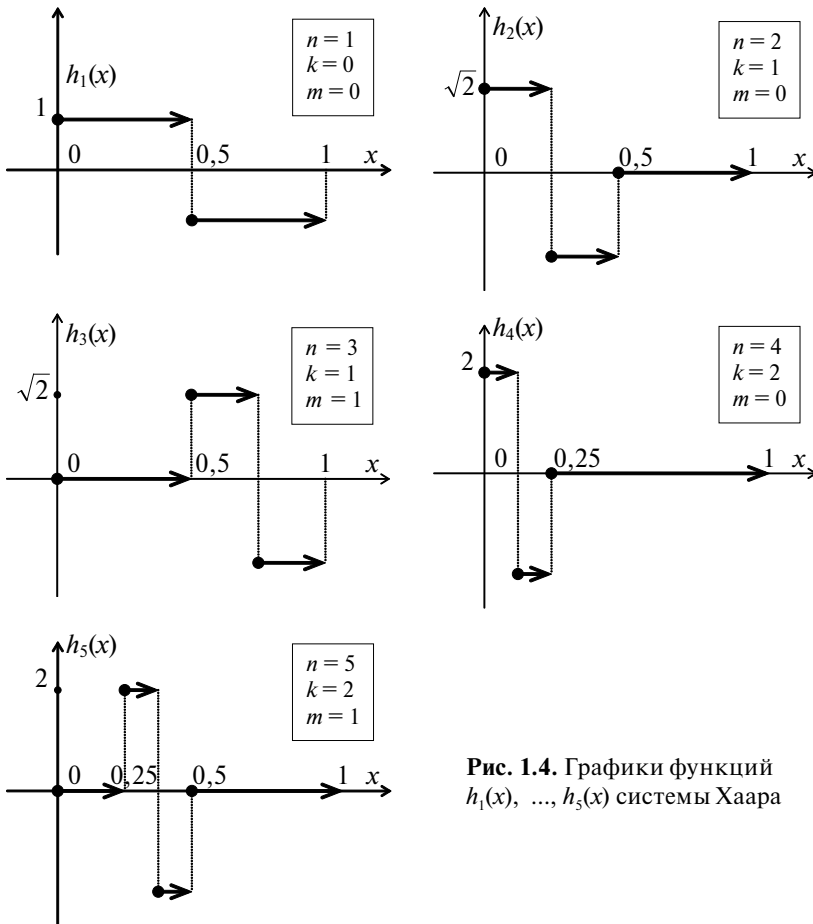 h₁(x)
n = 1
k = 0
m = 0
1
0
0,5
1
x
h₂(x)
n = 2
k = 1
m = 0
√2
0
0,5
1
x
h₃(x)
n = 3
k = 1
m = 1
√2
0
0,5
1
x
h₄(x)
n = 4
k = 2
m = 0
2
0
0,25
1
x
h₅(x)
n = 5
k = 2
m = 1
2
0
0,25
0,5
1
x
Рис. 1.4. Графики функций
h₁(x), ..., h₅(x) системы Хаара